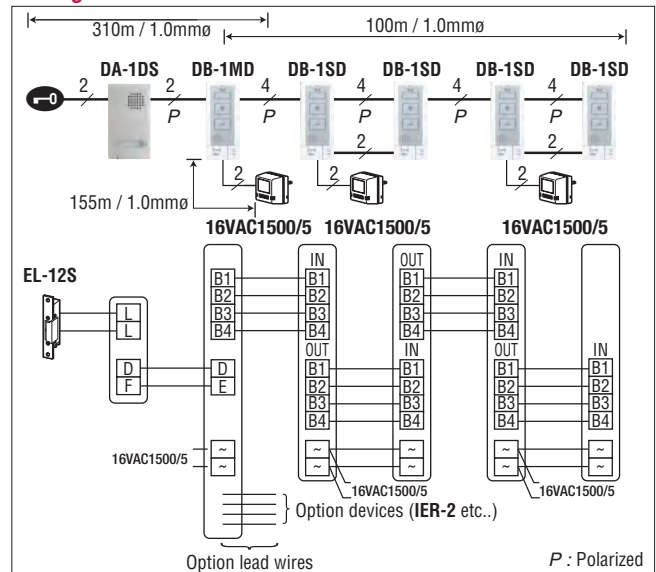 310m / 1.0mmø
100m / 1.0mmø
DA-1DS DB-1MD DB-1SD DB-1SD DB-1SD DB-1SD
2 2 4 4 4 4
P P P P P
2 2
2 2 2
155m / 1.0mmø
16VAC1500/5 16VAC1500/5 16VAC1500/5
EL-12S
IN OUT IN
B1 B1 B1 B1
B2 B2 B2 B2
B3 B3 B3 B3
B4 B4 B4 B4
L
L
OUT IN OUT IN
D D B1 B1 B1 B1
F E B2 B2 B2 B2
B3 B3 B3 B3
B4 B4 B4 B4
16VAC1500/5
~ ~ ~ ~ ~
~ ~ ~ ~ ~
16VAC1500/5 16VAC1500/5
Option devices (IER-2 etc..)
Option lead wires
P : Polarized